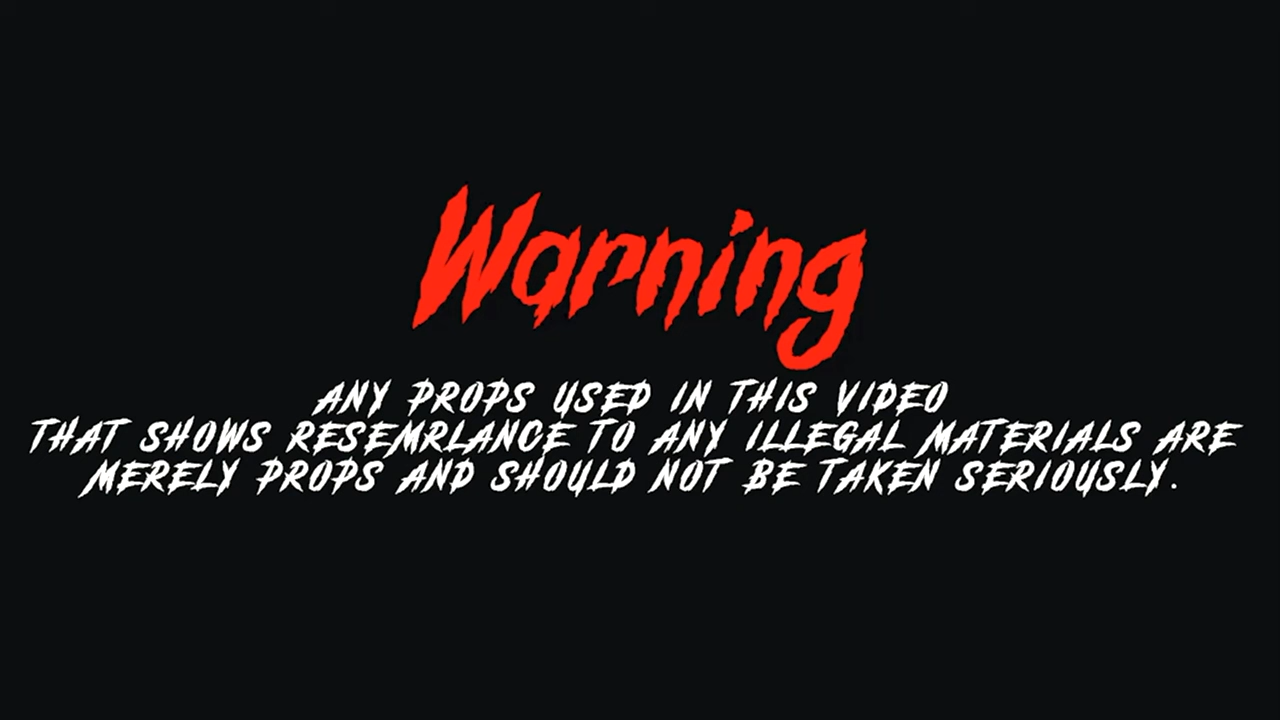 Warning
ANY PROPS USED IN THIS VIDEO
THAT SHOWS RESEMRLANCE TO ANY ILLEGAL MATERIALS ARE
MERELY PROPS AND SHOULD NOT BE TAKEN SERIOUSLY.